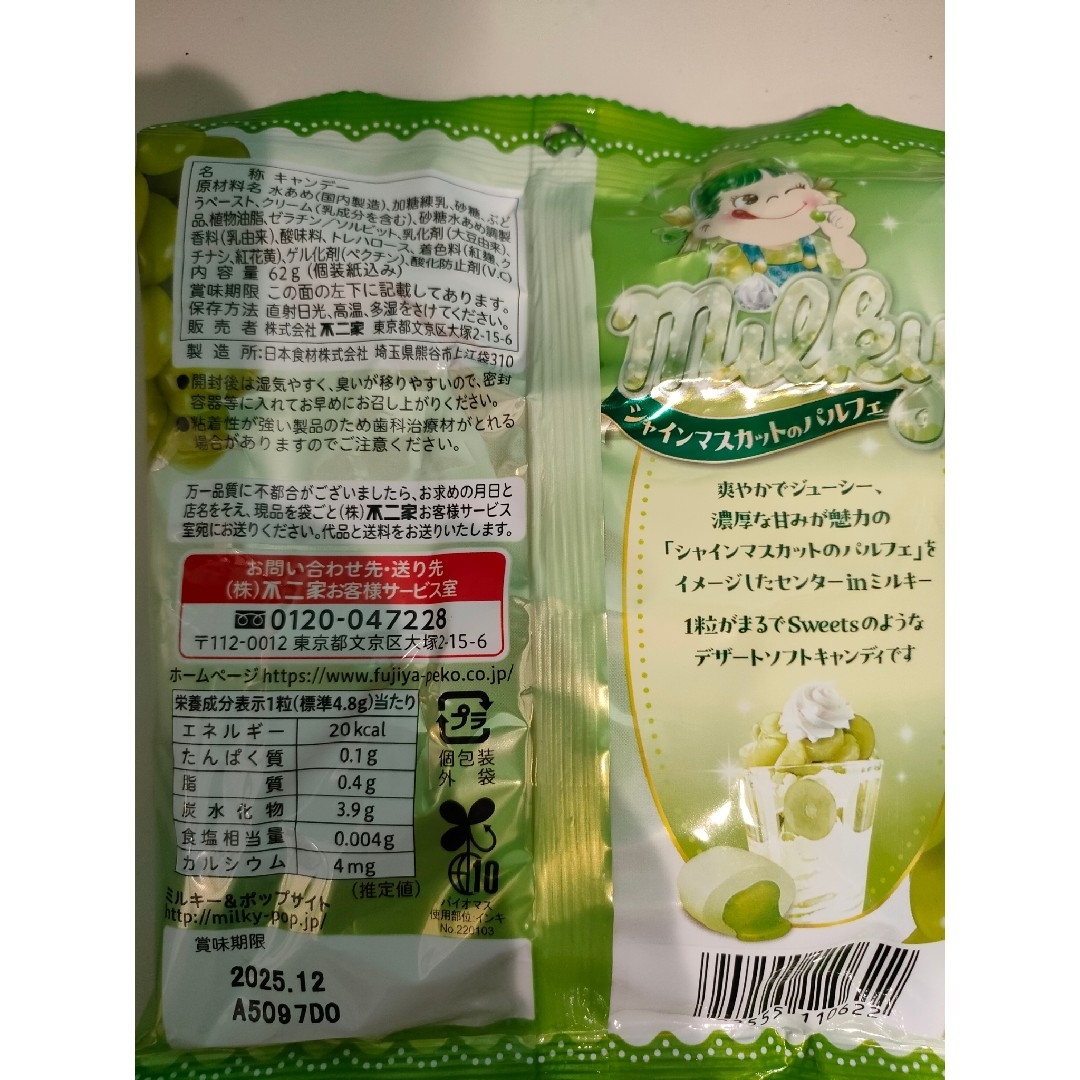 名 称 キャンデー
原材料名 水あめ(国内製造)、加糖練乳、砂糖、ぶど
うペースト、クリーム(乳成分を含む)、砂糖水あめ調製
品、植物油脂、ゼラチン/ソルビット、乳化剤(大豆由来)、
香料(乳由来)、酸味料、トレハロース、着色料(紅麹、ク
チナシ、紅花黄)、ゲル化剤(ペクチン)、酸化防止剤(V.C)
内 容 量 62g(個装紙込み)
賞味期限 この面の左下に記載してあります。
保存方法 直射日光、高温、多湿をさけてください。
販 売 者 株式会社 不二家 東京都文京区大塚2-15-6
製 造 所:日本食材株式会社 埼玉県熊谷市上江袋310
●開封後は湿気やすく、臭いが移りやすいので、密封
容器等に入れてお早めにお召し上がりください。
●粘着性が強い製品のため歯科治療材がとれる
場合がありますのでご注意ください。
万一品質に不都合がございましたら、お求めの月日と
店名をそえ、現品を袋ごと(株)不二家お客様サービス
室宛にお送りください。代品と送料をお送りいたします。
お問い合わせ先・送り先
(株)不二家お客様サービス室
0120-047228
〒112-0012 東京都文京区大塚2-15-6
ホームページ https://www.fujiya-peko.co.jp/
栄養成分表示1粒(標準4.8g)当たり
エネルギー 20kcal
たんぱく質 0.1g
脂 質 0.4g
炭水化物 3.9g
食塩相当量 0.004g
カルシウム 4mg
(推定値)
プラ
個包装
外 袋
10
バイオマス
使用部位 インキ
No.220103
ミルキー&ポップサイト
http://milky-pop.jp/
賞味期限
2025.12
A5097D0
Milky
シャインマスカットのパルフェ
爽やかでジューシー、
濃厚な甘みが魅力の
「シャインマスカットのパルフェ」を
イメージしたセンターinミルキー
1粒がまるでSweetsのような
デザートソフトキャンディです
110622